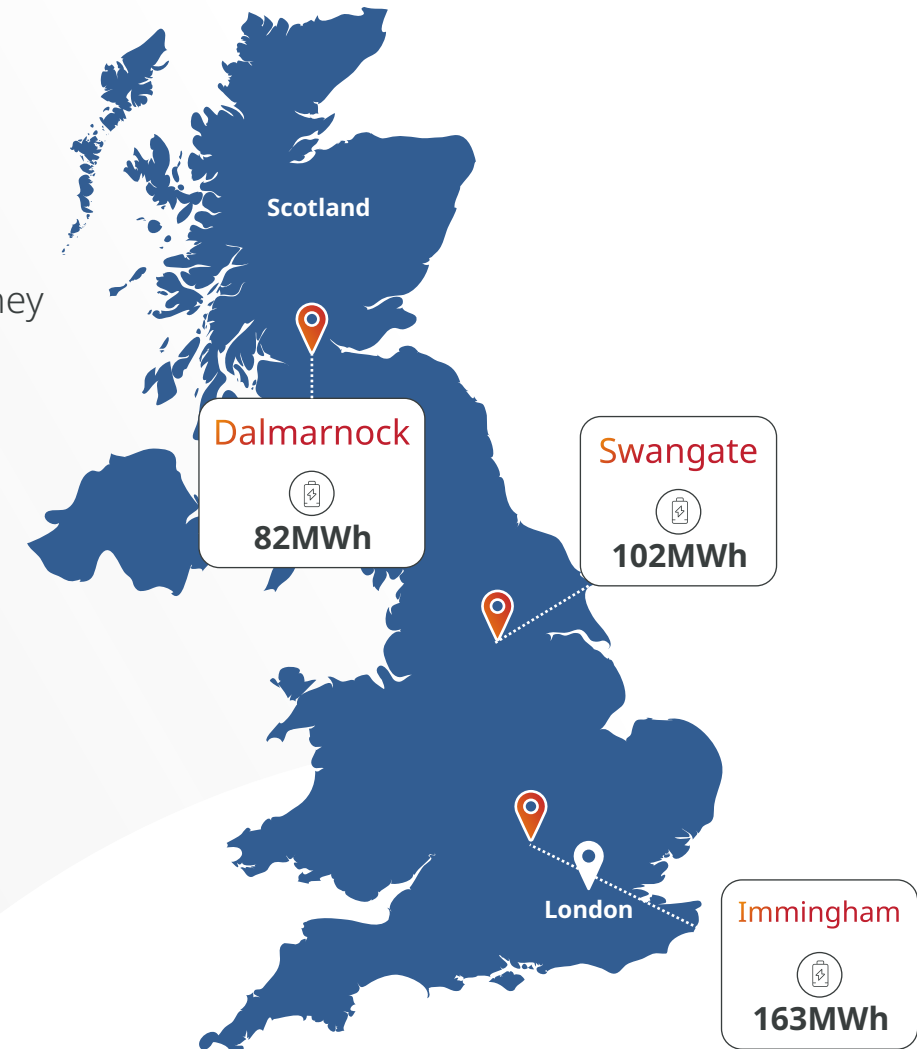 Scotland
ney
Dalmarnock
82MWh
Swangate
102MWh
London
Immingham
163MWh